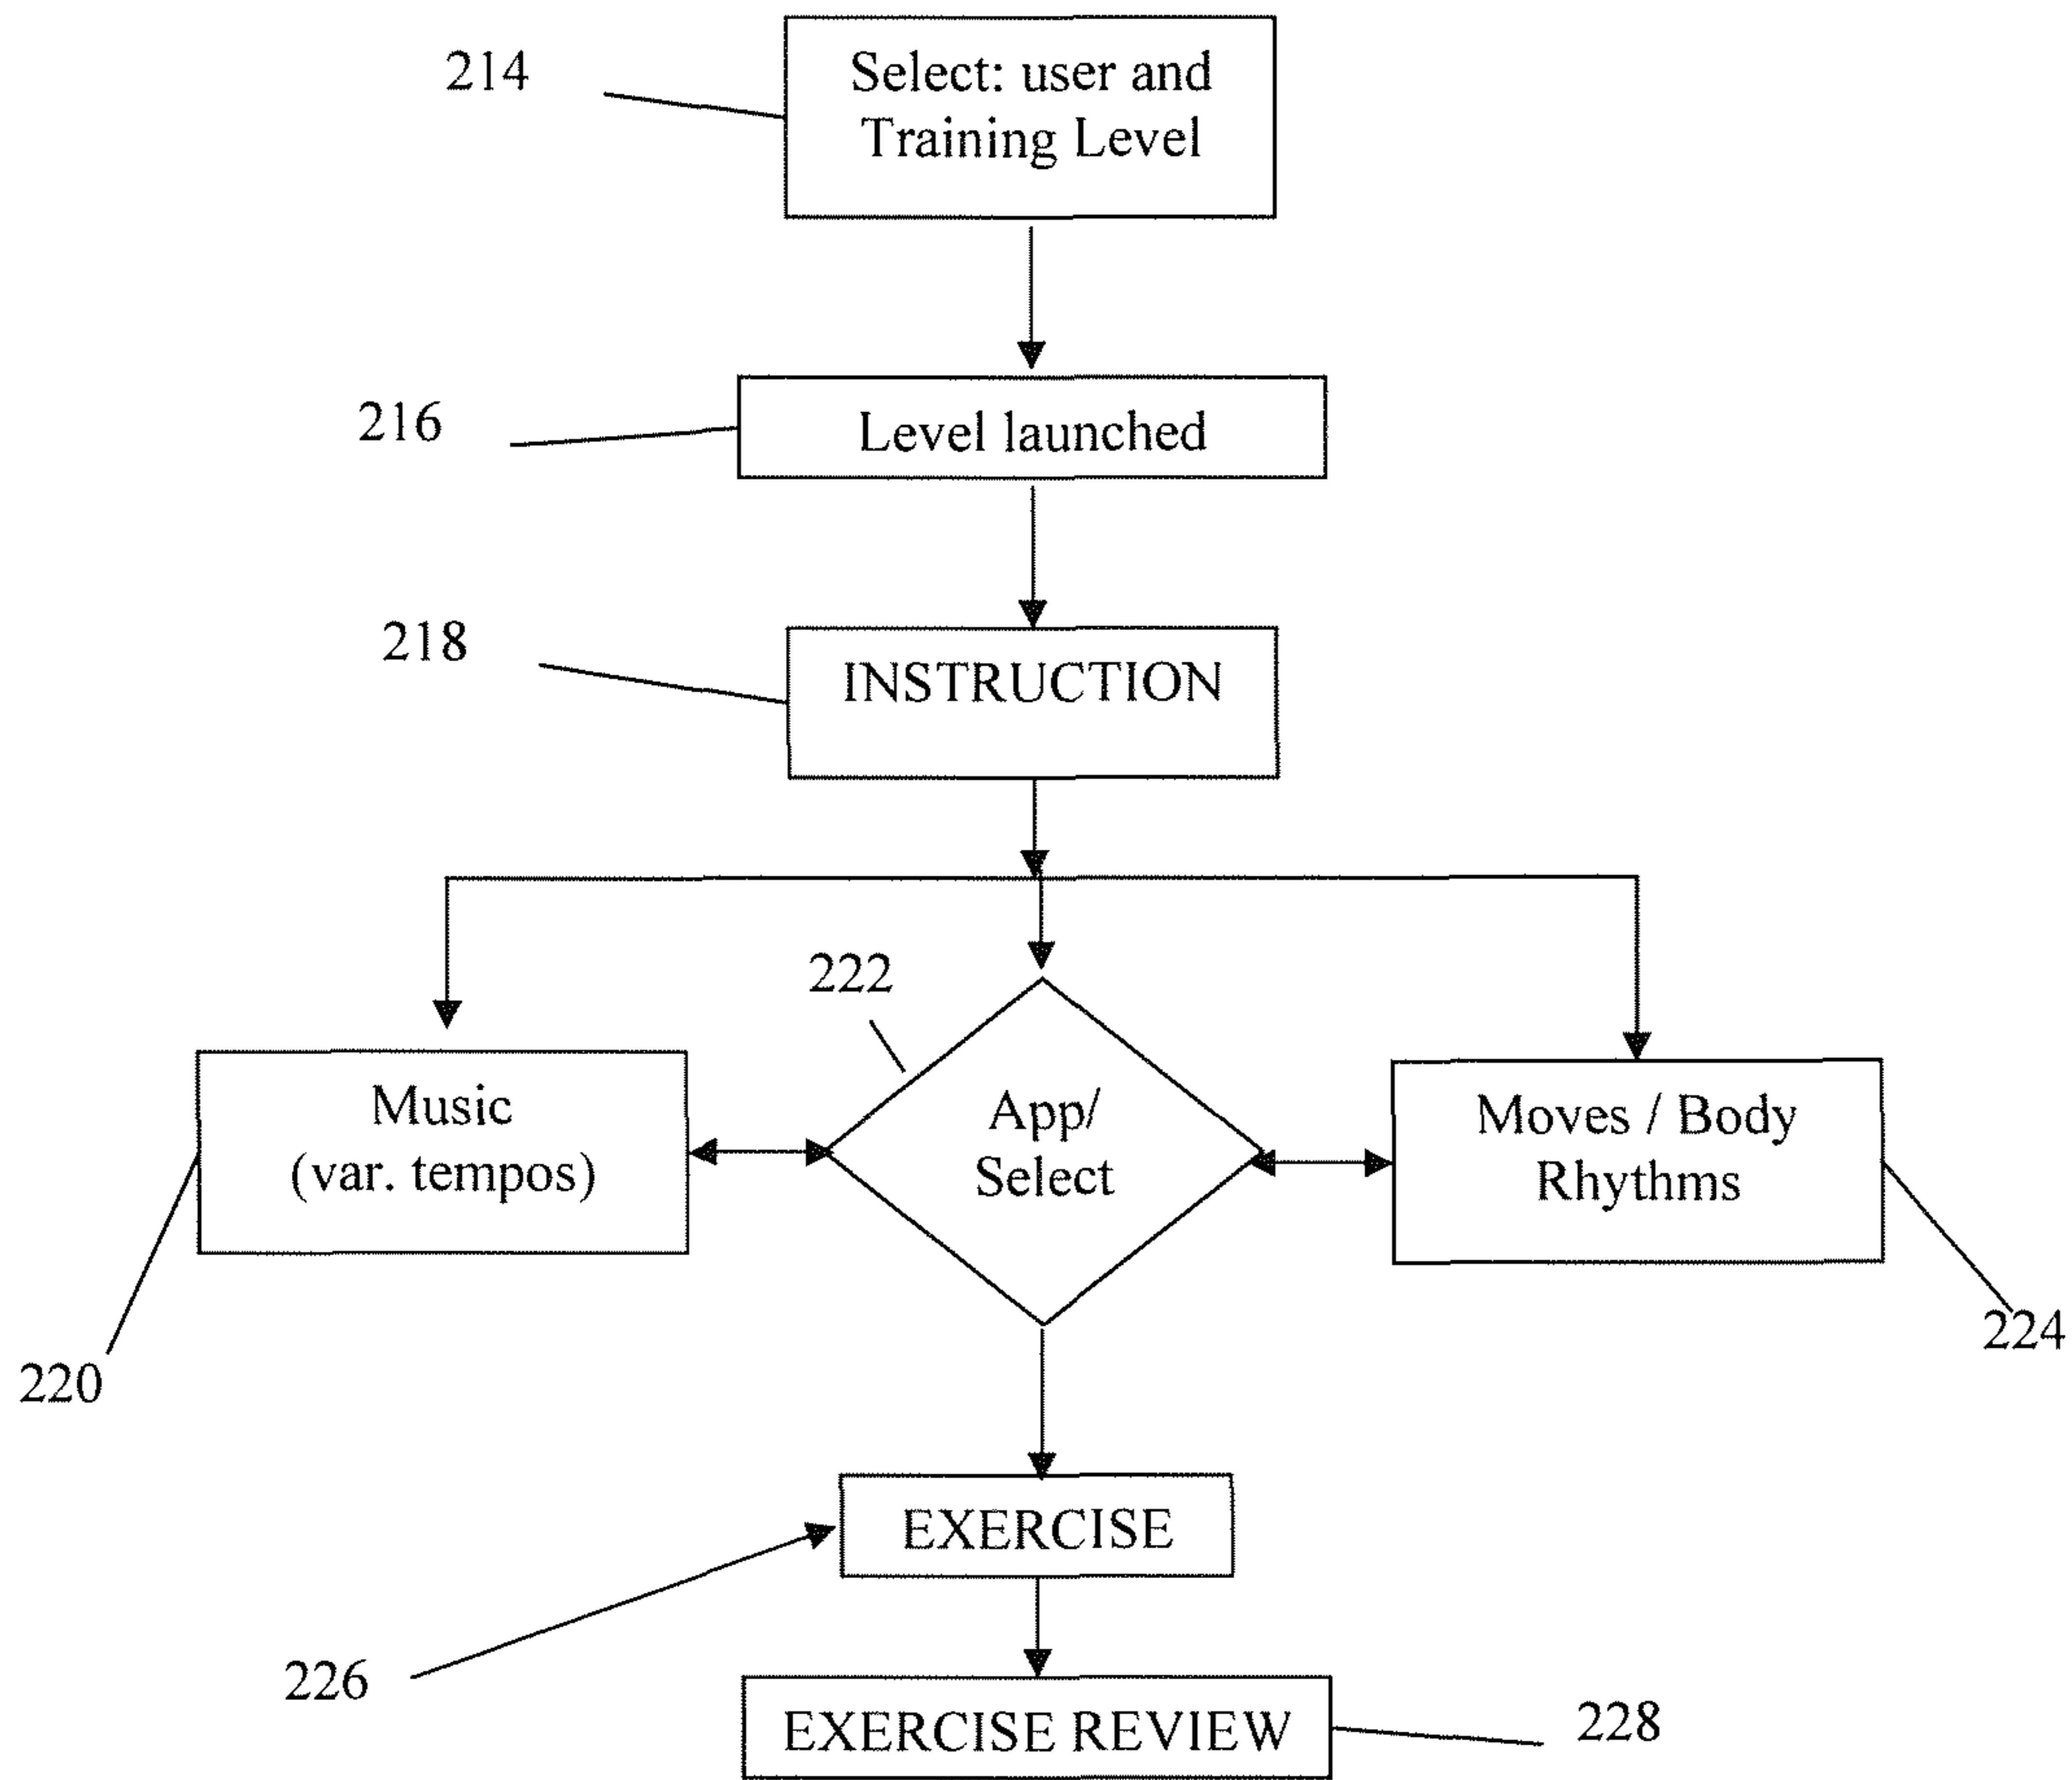 214
Select: user and
Training Level
216
Level launched
218
INSTRUCTION
222
Music
(var. tempos)
App/
Select
Moves / Body
Rhythms
220
224
EXERCISE
226
EXERCISE REVIEW
228